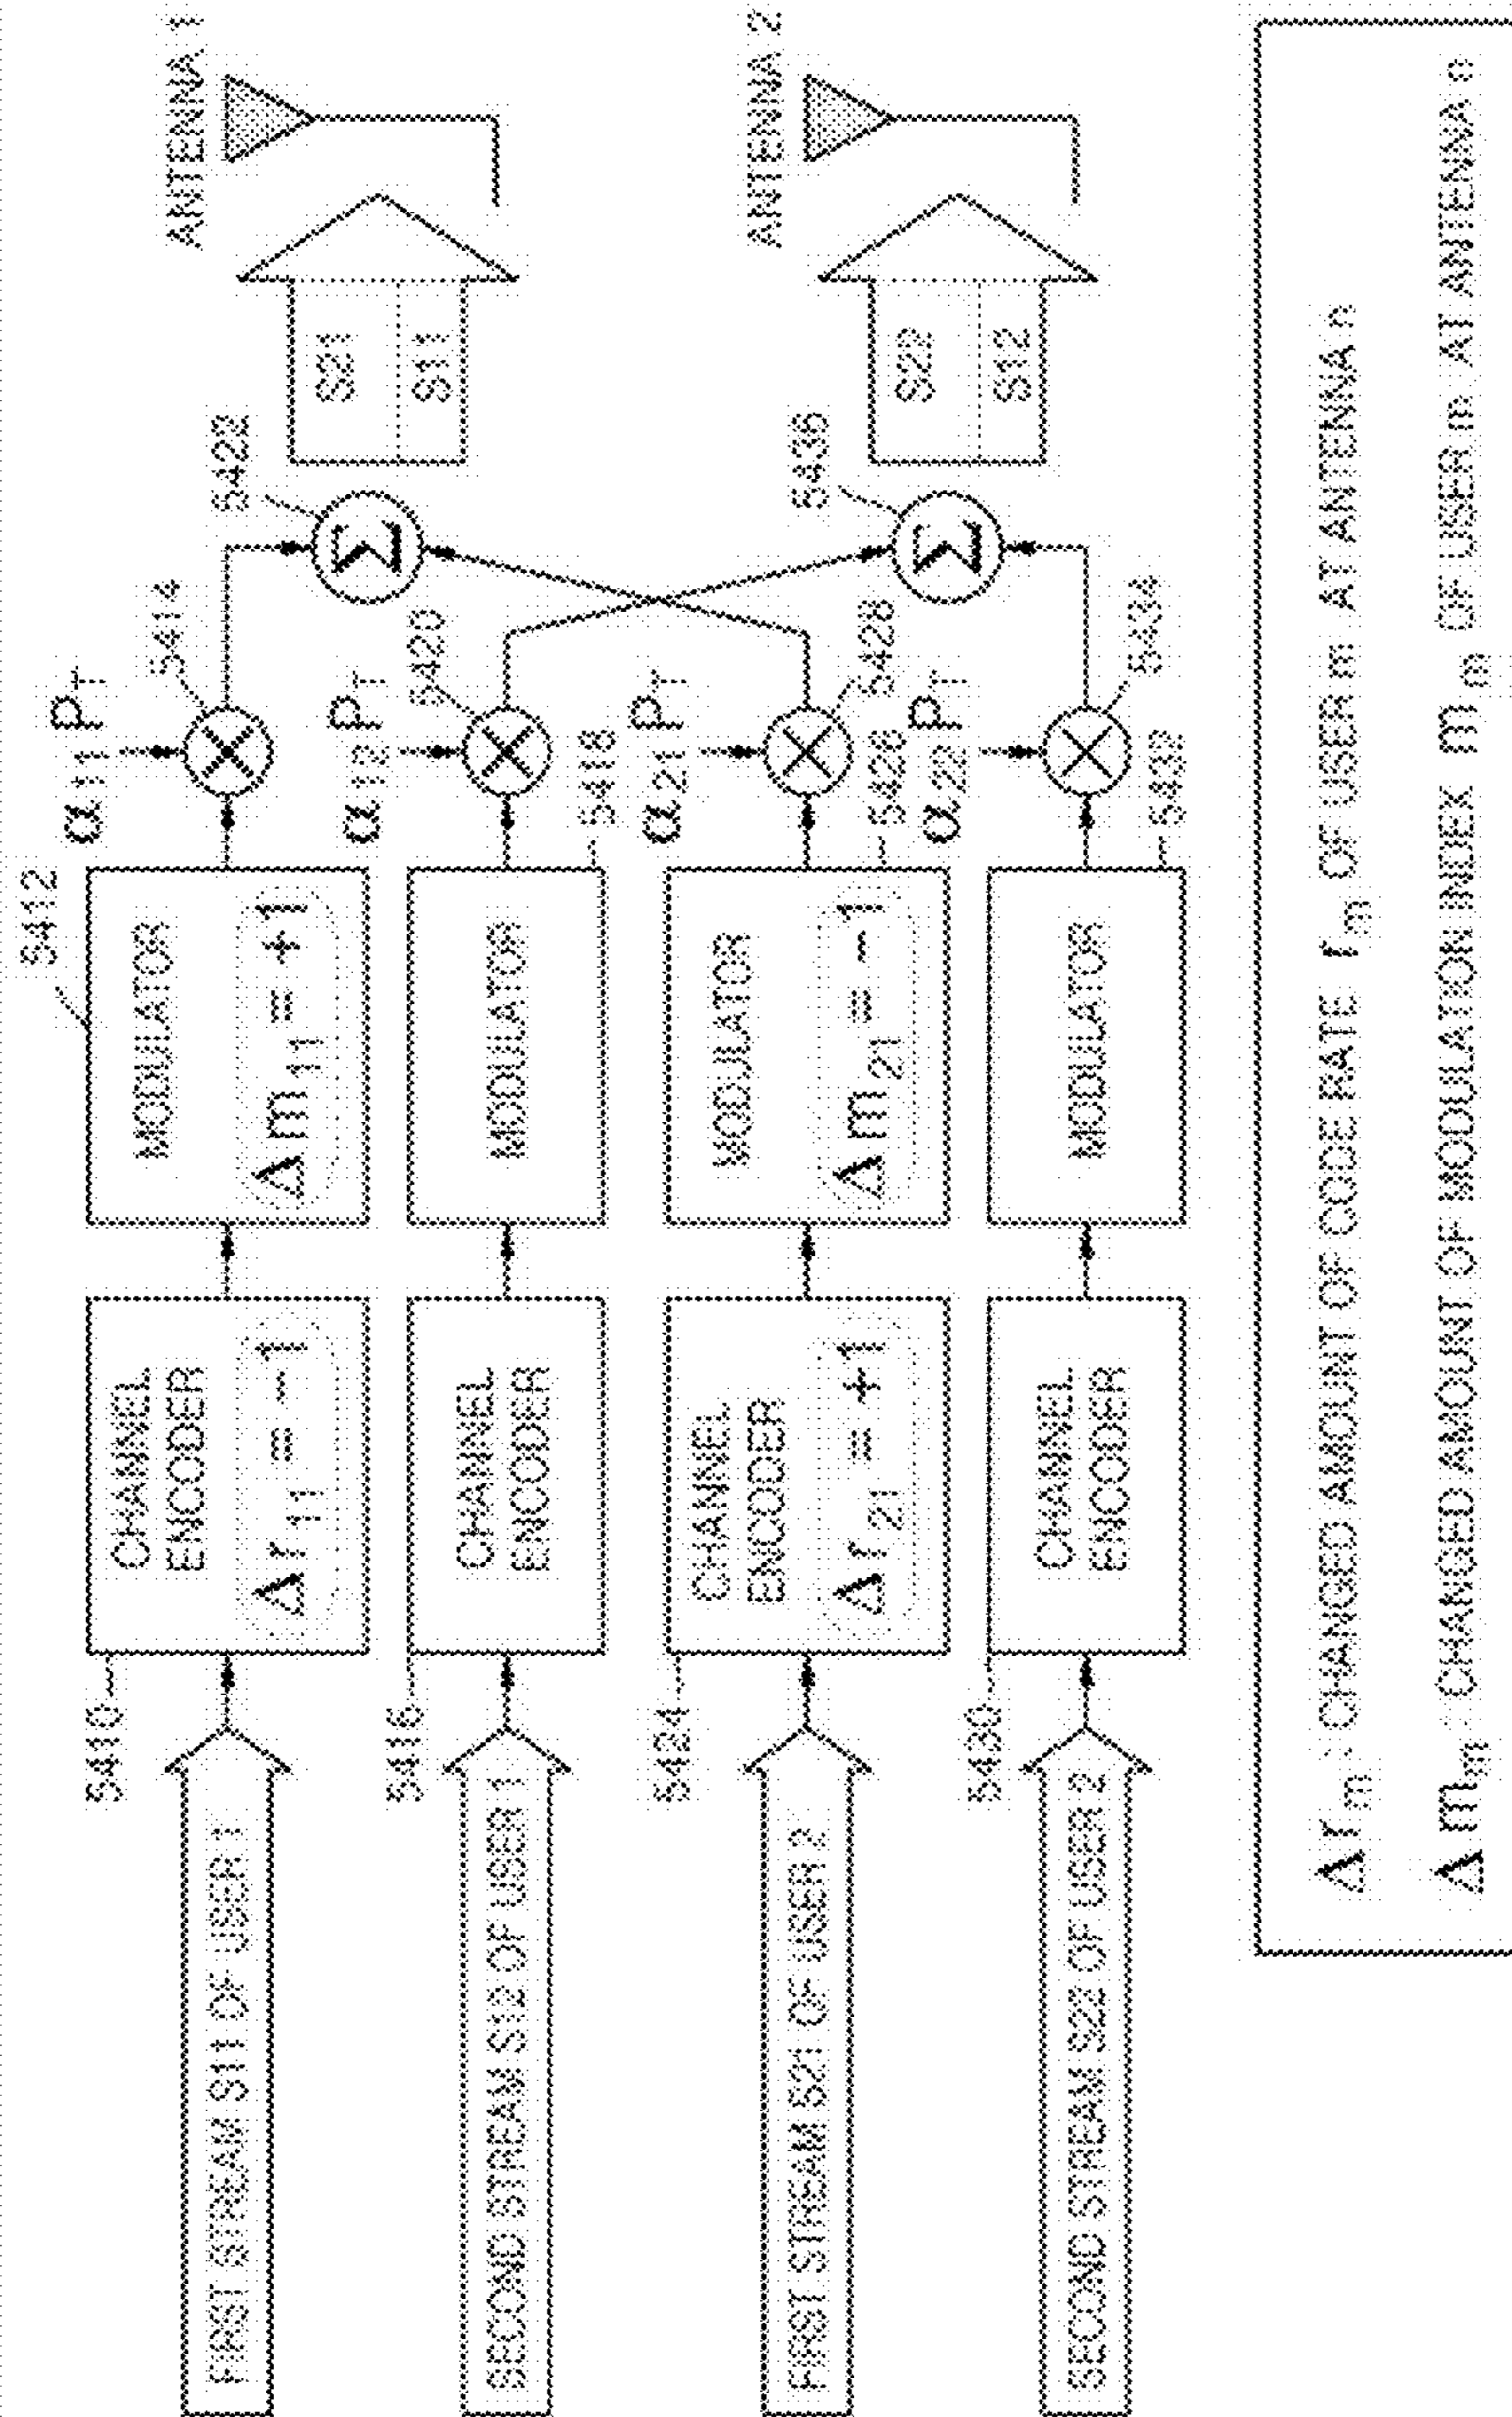 FIRST STREAM S11 OF USER 1
5410
CHANNEL
ENCODER
Δr11 = −1
5412
MODULATOR
Δm11 = +1
α11 PT
5414
5422
Σ
S21
S11
ANTENNA 1
SECOND STREAM S12 OF USER 1
5416
CHANNEL
ENCODER
MODULATOR
5418
α12 PT
5420
FIRST STREAM S21 OF USER 2
5424
CHANNEL
ENCODER
Δr21 = +1
MODULATOR
Δm21 = −1
5426
α21 PT
5428
5436
Σ
S22
S12
ANTENNA 2
SECOND STREAM S22 OF USER 2
5430
CHANNEL
ENCODER
MODULATOR
5432
α22 PT
5434
Δrm : CHANGED AMOUNT OF CODE RATE rm OF USER m AT ANTENNA n
Δmm : CHANGED AMOUNT OF MODULATION INDEX mm OF USER m AT ANTENNA n